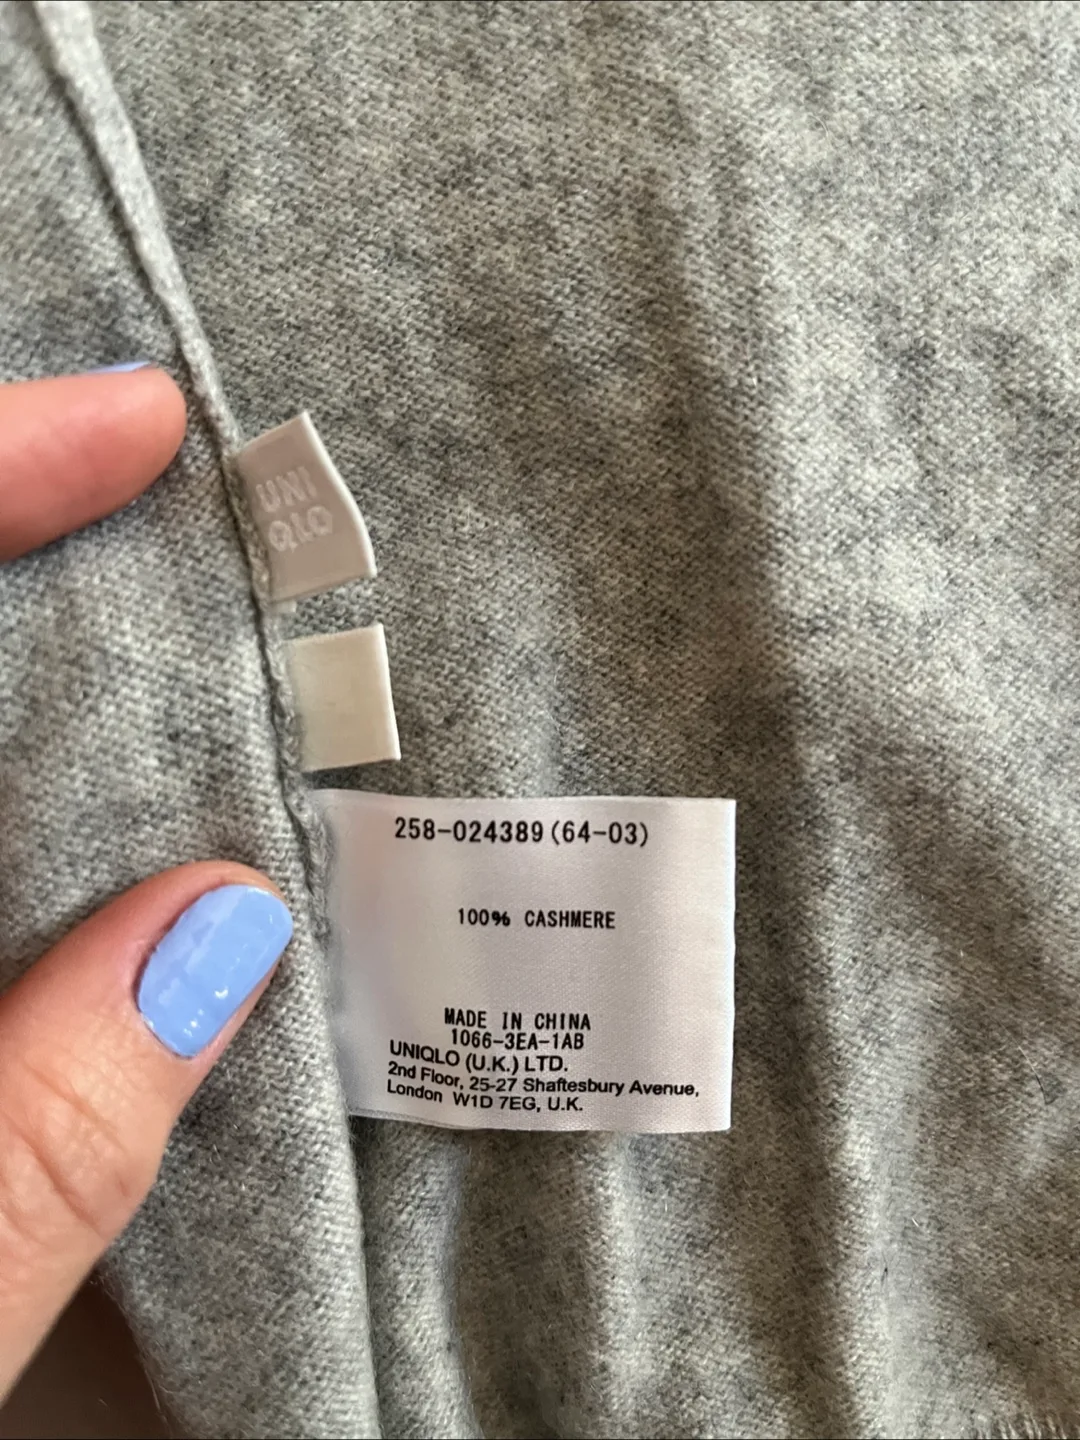 UNI
QLO
258-024389(64-03)
100% CASHMERE
MADE IN CHINA
1066-3EA-1AB
UNIQLO (U.K.) LTD.
2nd Floor, 25-27 Shaftesbury Avenue,
London W1D 7EG, U.K.